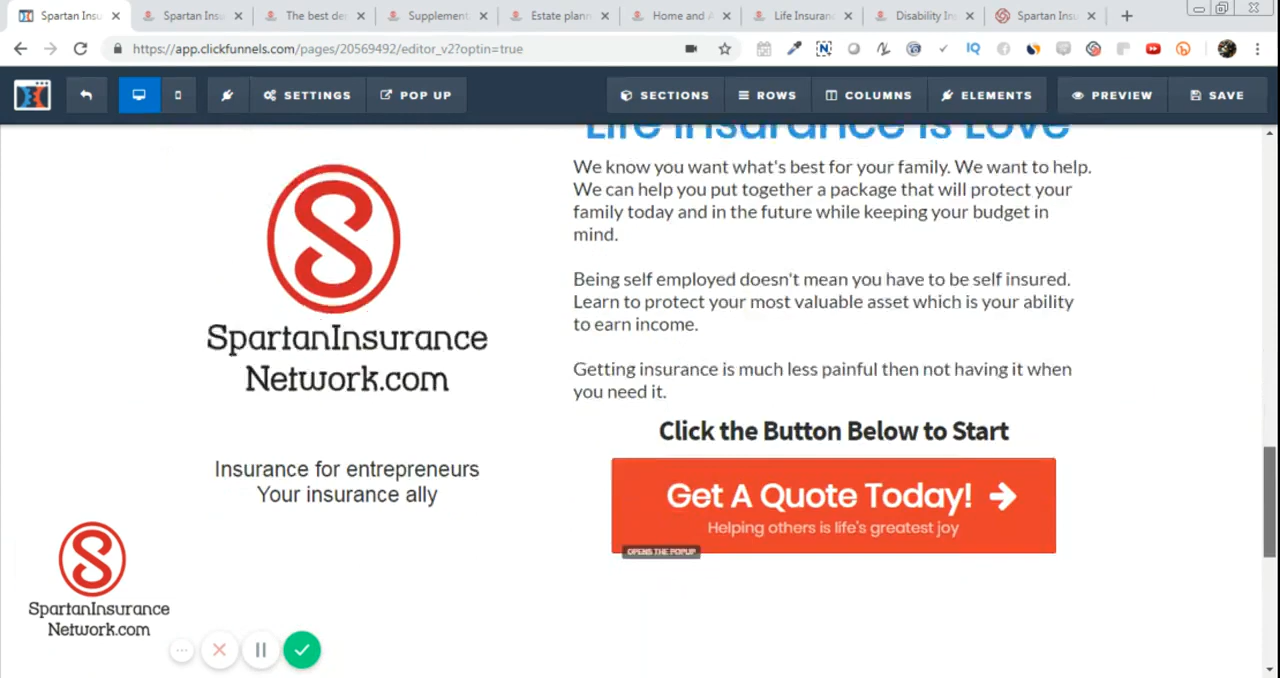 Spartan Insu
Spartan Ins
The best de
Supplement
Estate plann
Home and A
Life Insuran
Disability In
Spartan Insu
https://app.clickfunnels.com/pages/20569492/editor_v2?optin=true
SETTINGS
POP UP
SECTIONS
ROWS
COLUMNS
ELEMENTS
PREVIEW
SAVE
Life Insurance is Love
We know you want what's best for your family. We want to help.
We can help you put together a package that will protect your
family today and in the future while keeping your budget in
mind.
Being self employed doesn't mean you have to be self insured.
Learn to protect your most valuable asset which is your ability
to earn income.
Getting insurance is much less painful then not having it when
you need it.
Click the Button Below to Start
Get A Quote Today!
Helping others is life's greatest joy
OPENS THE POPUP
S
SpartanInsurance
Network.com
Insurance for entrepreneurs
Your insurance ally
S
SpartanInsurance
Network.com